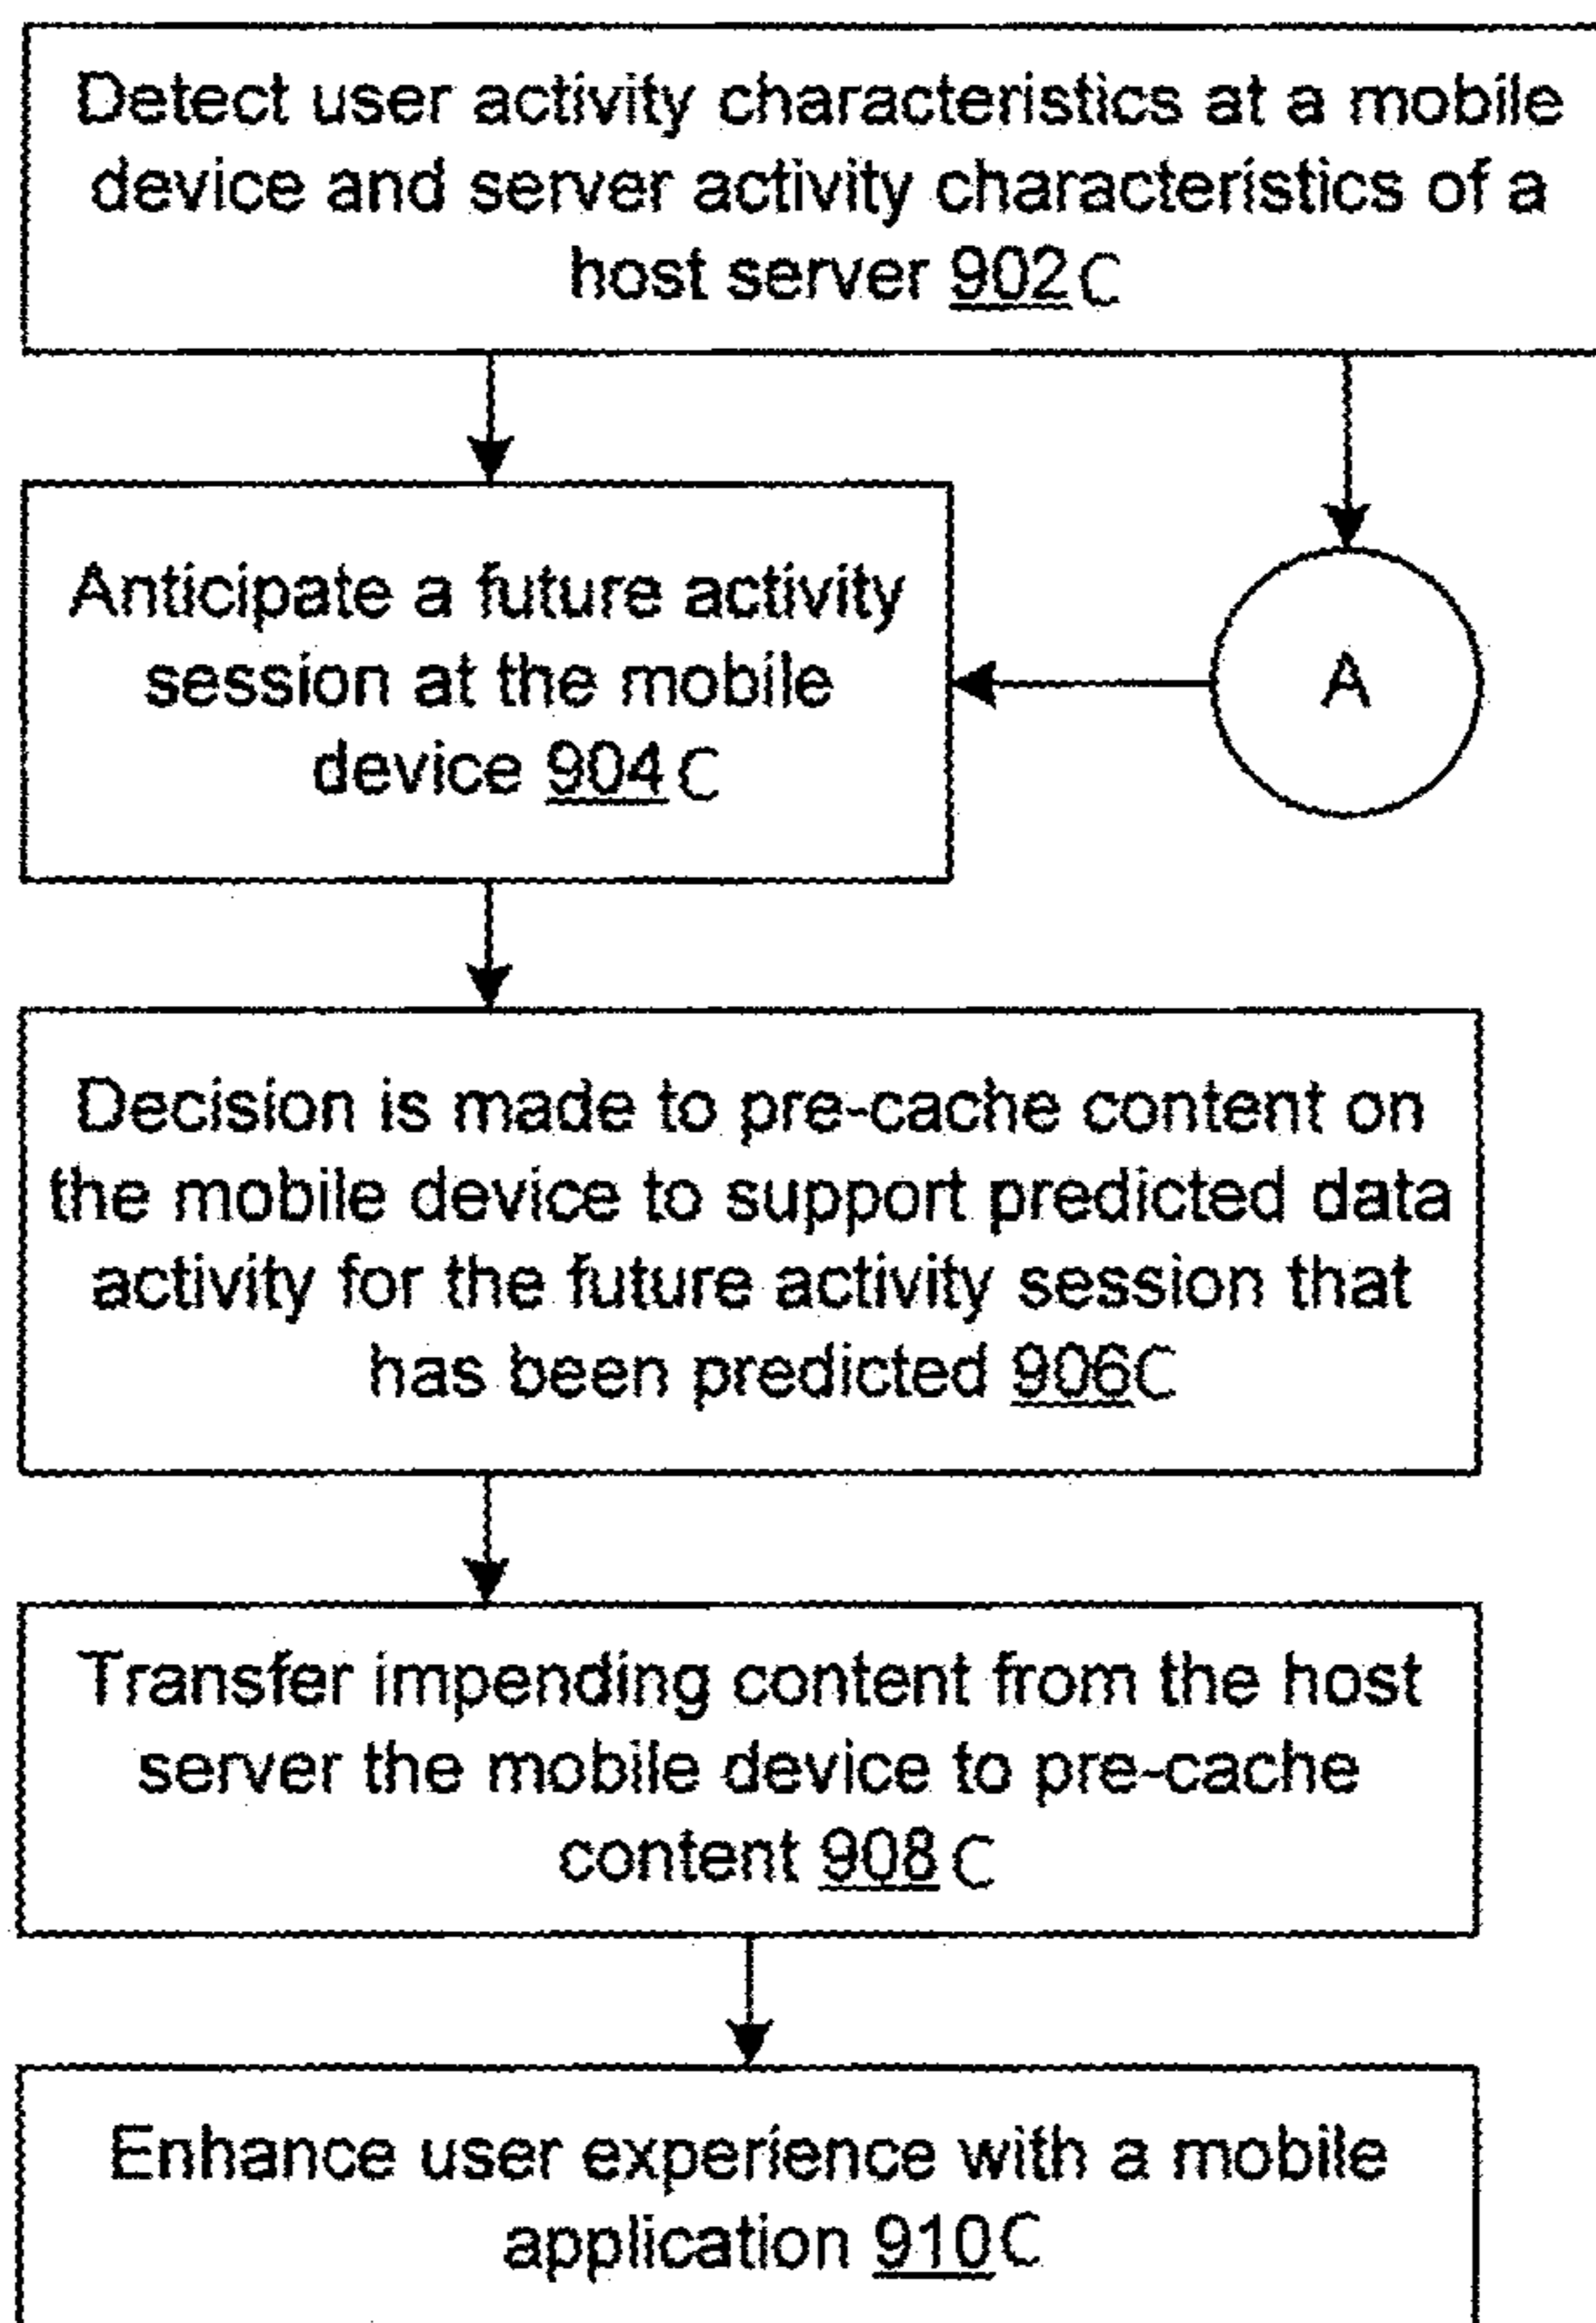 Detect user activity characteristics at a mobile
device and server activity characteristics of a
host server 902C
Anticipate a future activity
session at the mobile
device 904C
A
Decision is made to pre-cache content on
the mobile device to support predicted data
activity for the future activity session that
has been predicted 906C
Transfer impending content from the host
server the mobile device to pre-cache
content 908C
Enhance user experience with a mobile
application 910C